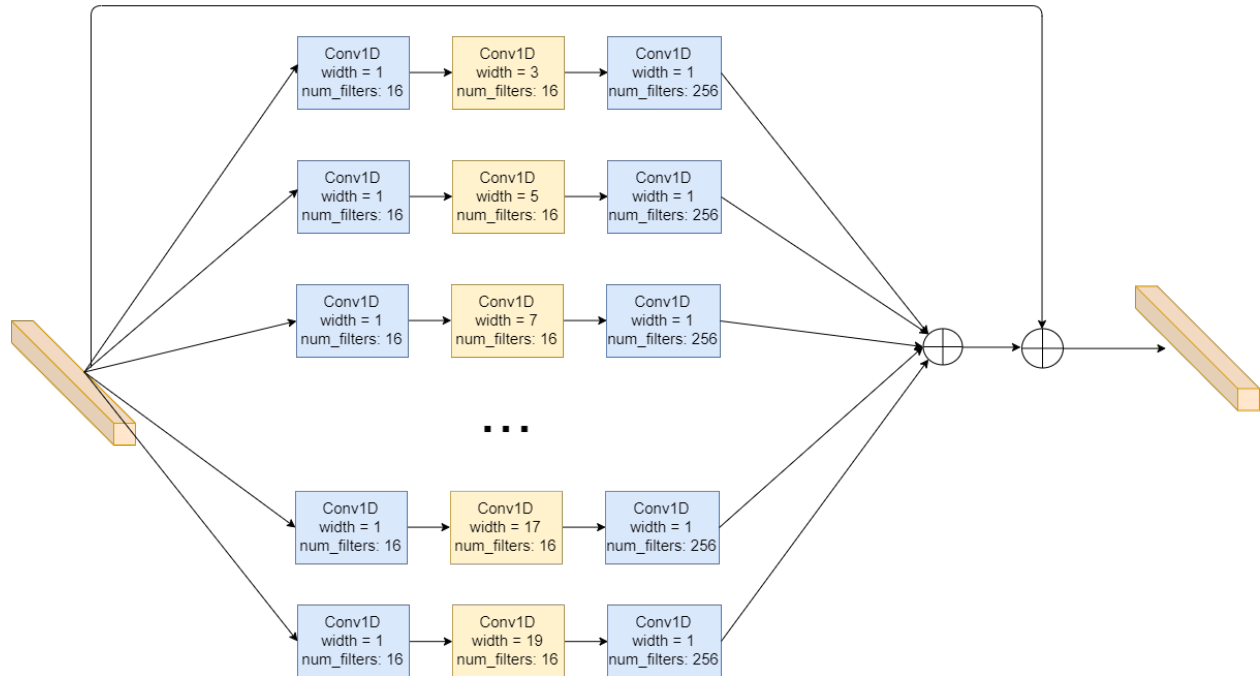 Conv1D
width = 1
num_filters: 16
Conv1D
width = 3
num_filters: 16
Conv1D
width = 1
num_filters: 256
Conv1D
width = 1
num_filters: 16
Conv1D
width = 5
num_filters: 16
Conv1D
width = 1
num_filters: 256
Conv1D
width = 1
num_filters: 16
Conv1D
width = 7
num_filters: 16
Conv1D
width = 1
num_filters: 256
...
Conv1D
width = 1
num_filters: 16
Conv1D
width = 17
num_filters: 16
Conv1D
width = 1
num_filters: 256
Conv1D
width = 1
num_filters: 16
Conv1D
width = 19
num_filters: 16
Conv1D
width = 1
num_filters: 256